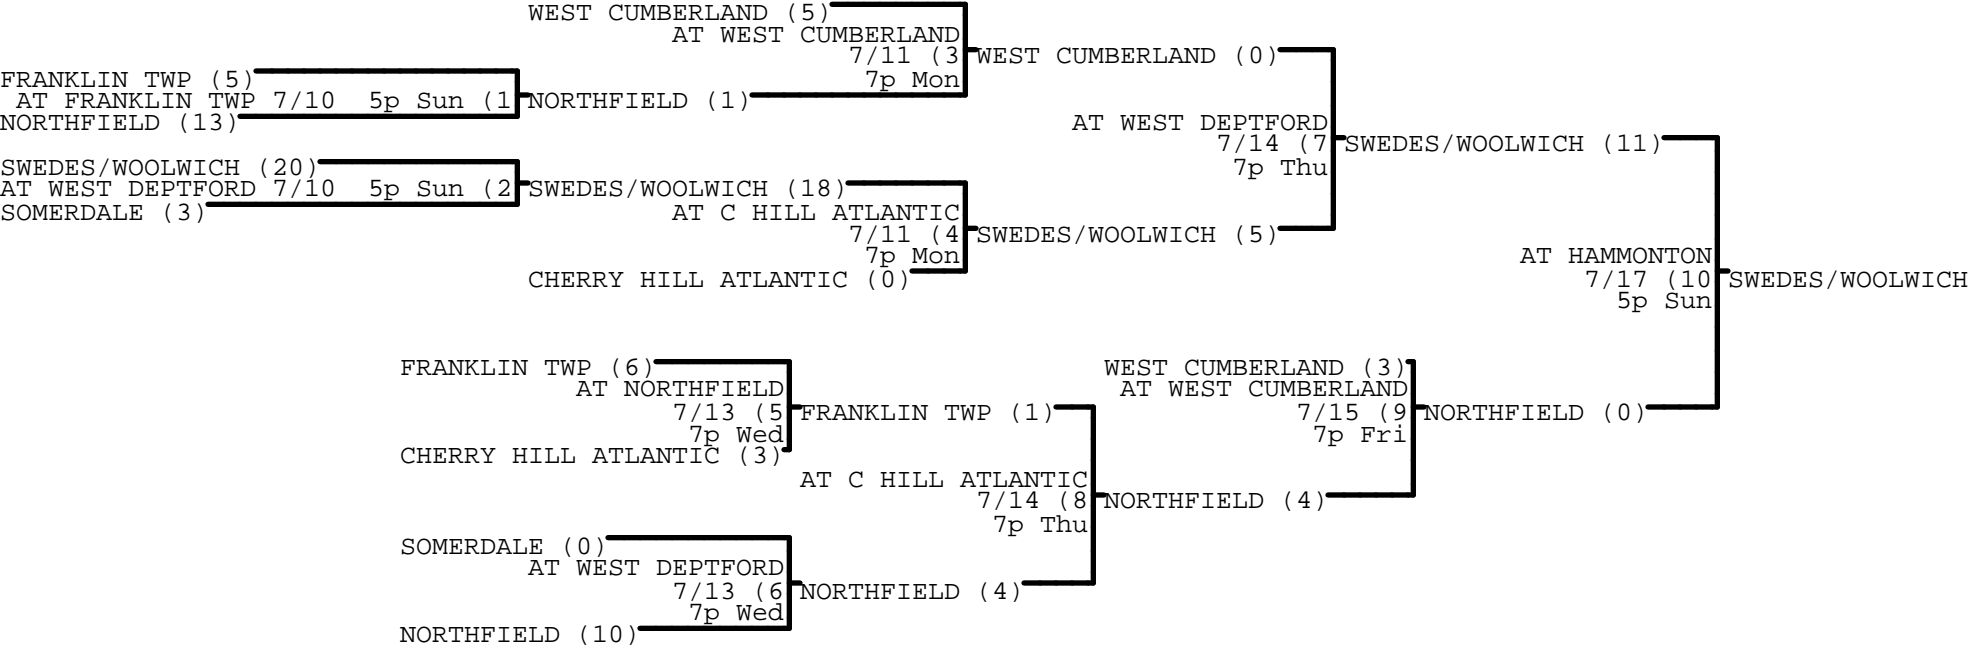 WEST CUMBERLAND (5)
AT WEST CUMBERLAND
7/11 (3
7p Mon
WEST CUMBERLAND (0)
FRANKLIN TWP (5)
AT FRANKLIN TWP 7/10  5p Sun (1
NORTHFIELD (13)
NORTHFIELD (1)
AT WEST DEPTFORD
7/14 (7
7p Thu
SWEDES/WOOLWICH (11)
SWEDES/WOOLWICH (20)
AT WEST DEPTFORD 7/10  5p Sun (2
SOMERDALE (3)
SWEDES/WOOLWICH (18)
AT C HILL ATLANTIC
7/11 (4
7p Mon
CHERRY HILL ATLANTIC (0)
SWEDES/WOOLWICH (5)
AT HAMMONTON
7/17 (10
5p Sun
SWEDES/WOOLWICH
FRANKLIN TWP (6)
AT NORTHFIELD
7/13 (5
7p Wed
CHERRY HILL ATLANTIC (3)
FRANKLIN TWP (1)
AT C HILL ATLANTIC
7/14 (8
7p Thu
SOMERDALE (0)
AT WEST DEPTFORD
7/13 (6
7p Wed
NORTHFIELD (10)
NORTHFIELD (4)
WEST CUMBERLAND (3)
AT WEST CUMBERLAND
7/15 (9
7p Fri
NORTHFIELD (4)
NORTHFIELD (0)